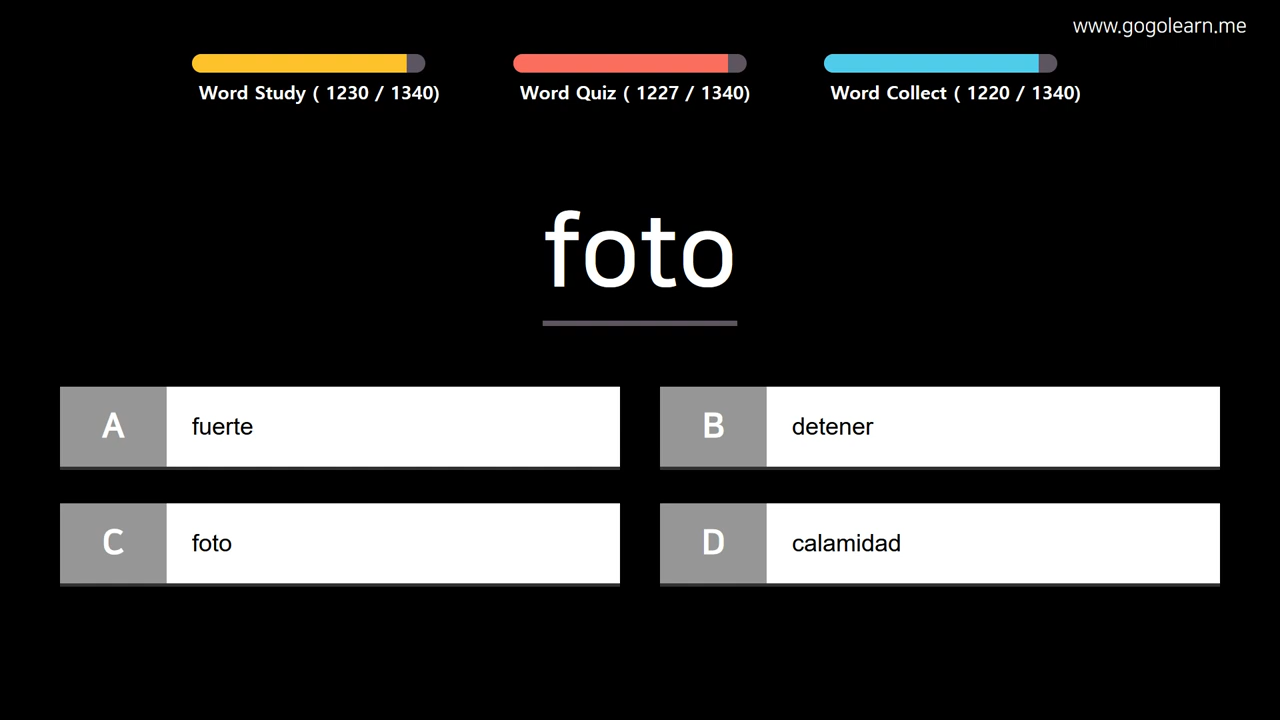 www.gogolearn.me
Word Study ( 1230 / 1340)
Word Quiz ( 1227 / 1340)
Word Collect ( 1220 / 1340)
foto
A fuerte
B detener
C foto
D calamidad